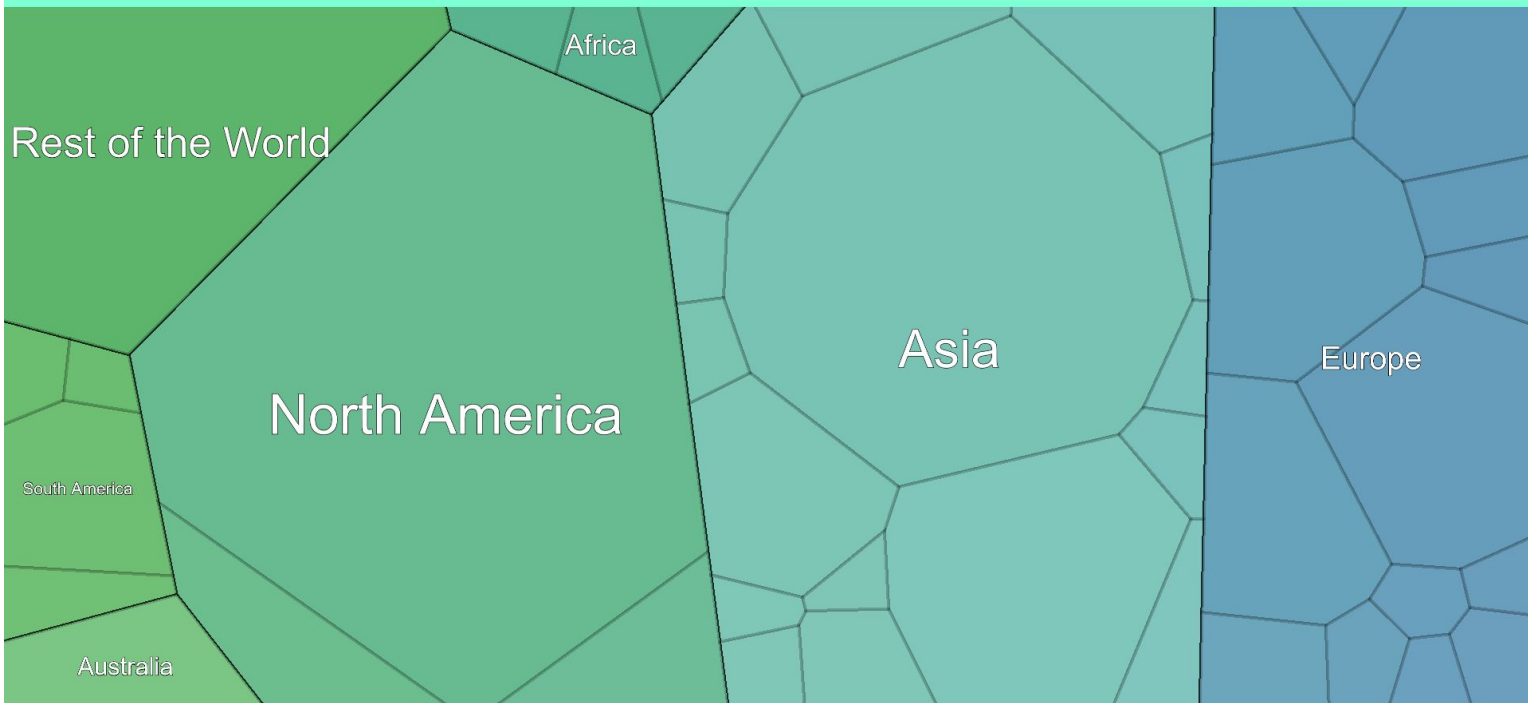 Africa
Rest of the World
Asia
Europe
North America
South America
Australia